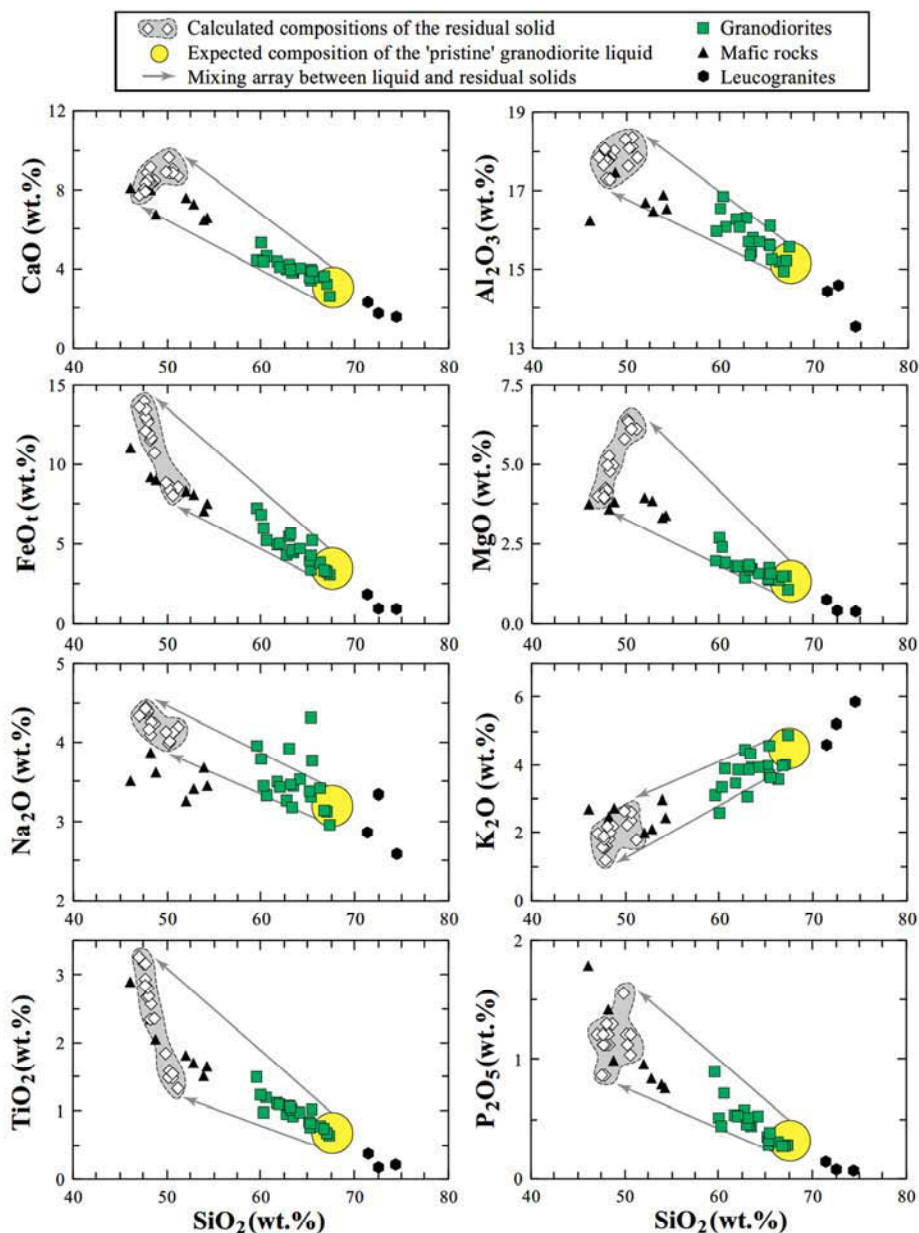 Calculated compositions of the residual solid
Expected composition of the 'pristine' granodiorite liquid
Mixing array between liquid and residual solids
Granodiorites
Mafic rocks
Leucogranites
CaO (wt.%)
12
8
4
0
40 50 60 70 80
Al₂O₃ (wt.%)
19
17
15
13
40 50 60 70 80
FeOₜ (wt.%)
15
10
5
0
40 50 60 70 80
MgO (wt.%)
7.5
5.0
2.5
0.0
40 50 60 70 80
Na₂O (wt.%)
5
4
3
2
40 50 60 70 80
K₂O (wt.%)
6
4
2
0
40 50 60 70 80
TiO₂ (wt.%)
3
2
1
0
40 50 60 70 80
SiO₂ (wt.%)
P₂O₅ (wt.%)
2
1
0
40 50 60 70 80
SiO₂ (wt.%)